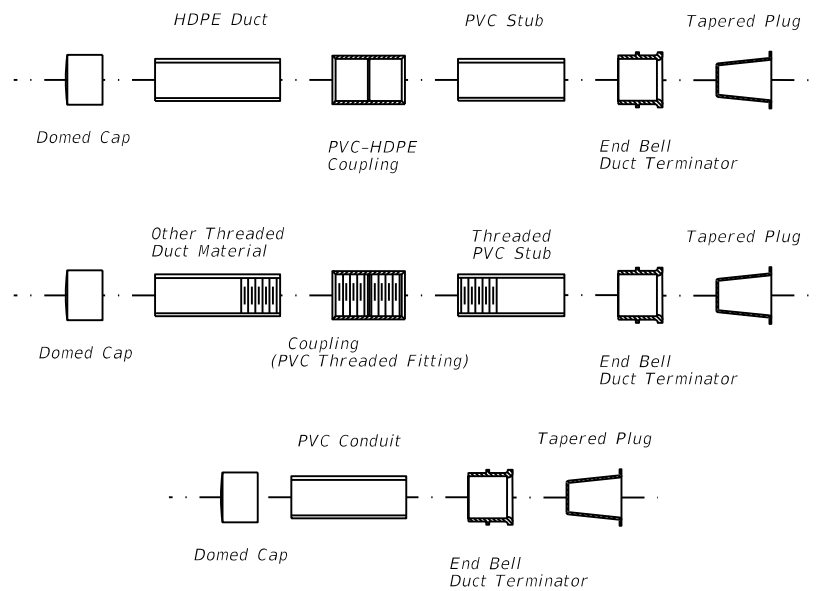 HDPE Duct
PVC Stub
Tapered Plug
Domed Cap
PVC-HDPE
Coupling
End Bell
Duct Terminator
Other Threaded
Duct Material
Threaded
PVC Stub
Tapered Plug
Domed Cap
Coupling
(PVC Threaded Fitting)
End Bell
Duct Terminator
PVC Conduit
Tapered Plug
Domed Cap
End Bell
Duct Terminator